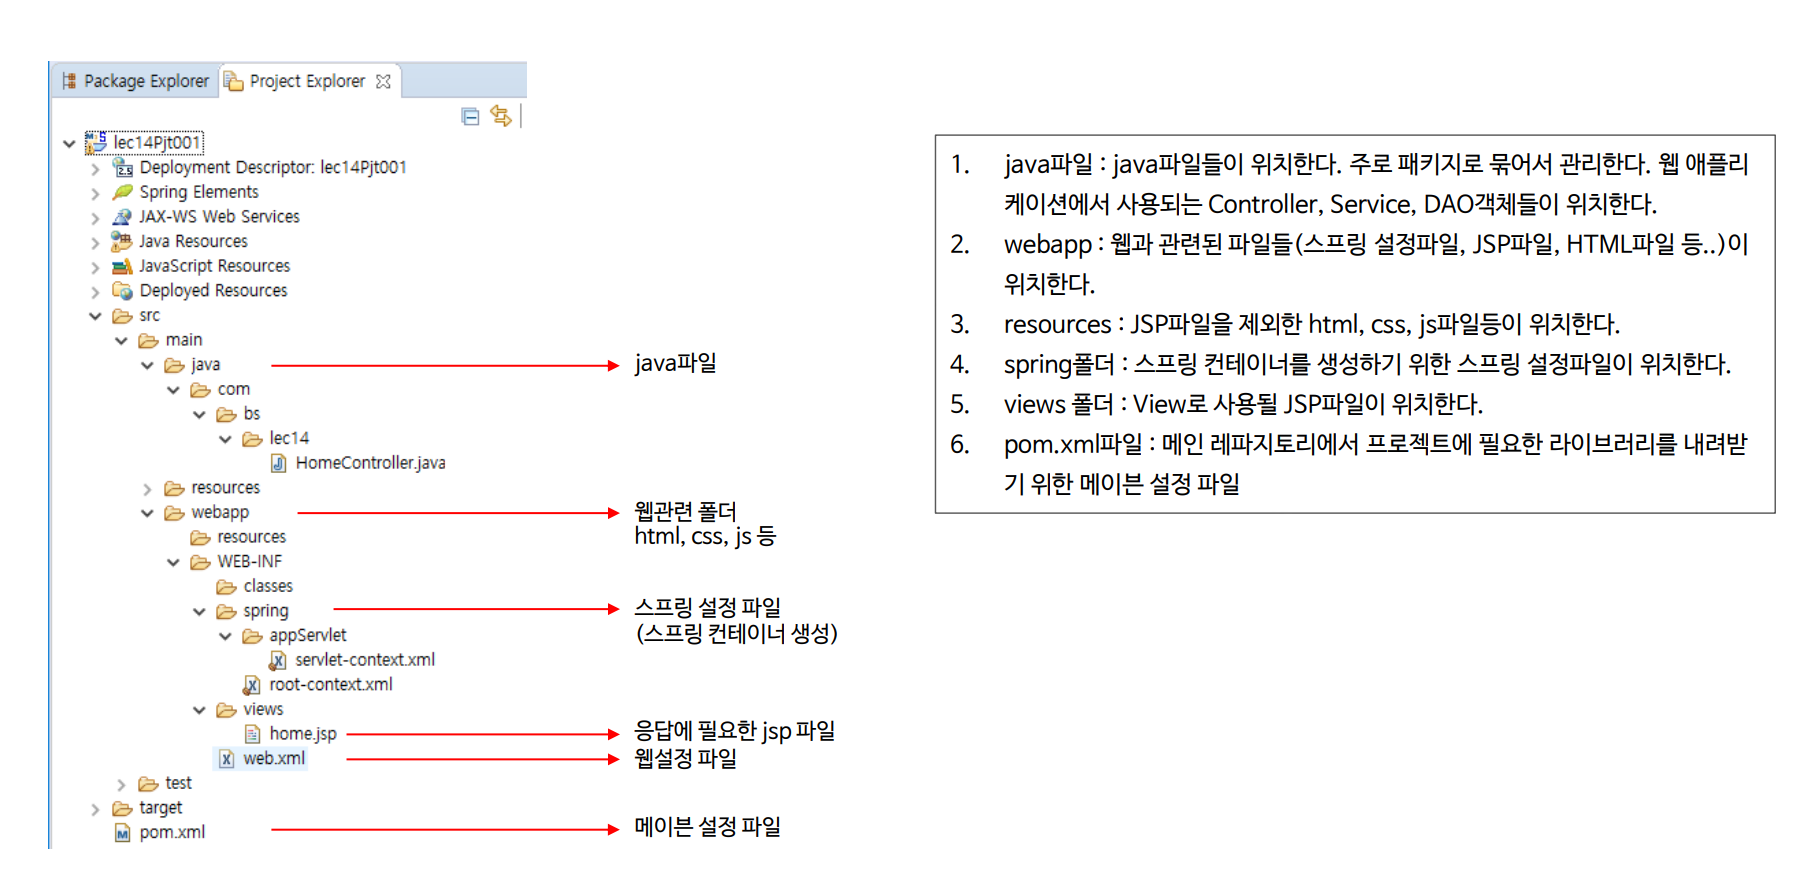 Package Explorer Project Explorer
lec14Pjt001
Deployment Descriptor: lec14Pjt001
Spring Elements
JAX-WS Web Services
Java Resources
JavaScript Resources
Deployed Resources
src
main
java
com
bs
lec14
HomeController.java
resources
webapp
resources
WEB-INF
classes
spring
appServlet
servlet-context.xml
root-context.xml
views
home.jsp
web.xml
test
target
pom.xml
java파일
웹관련 폴더
html, css, js 등
스프링 설정 파일
(스프링 컨테이너 생성)
응답에 필요한 jsp 파일
웹설정 파일
메이븐 설정 파일
1. java파일 : java파일들이 위치한다. 주로 패키지로 묶어서 관리한다. 웹 애플리
케이션에서 사용되는 Controller, Service, DAO객체들이 위치한다.
2. webapp : 웹과 관련된 파일들(스프링 설정파일, JSP파일, HTML파일 등..)이
위치한다.
3. resources : JSP파일을 제외한 html, css, js파일등이 위치한다.
4. spring폴더 : 스프링 컨테이너를 생성하기 위한 스프링 설정파일이 위치한다.
5. views 폴더 : View로 사용될 JSP파일이 위치한다.
6. pom.xml파일 : 메인 레파지토리에서 프로젝트에 필요한 라이브러리를 내려받
기 위한 메이븐 설정 파일